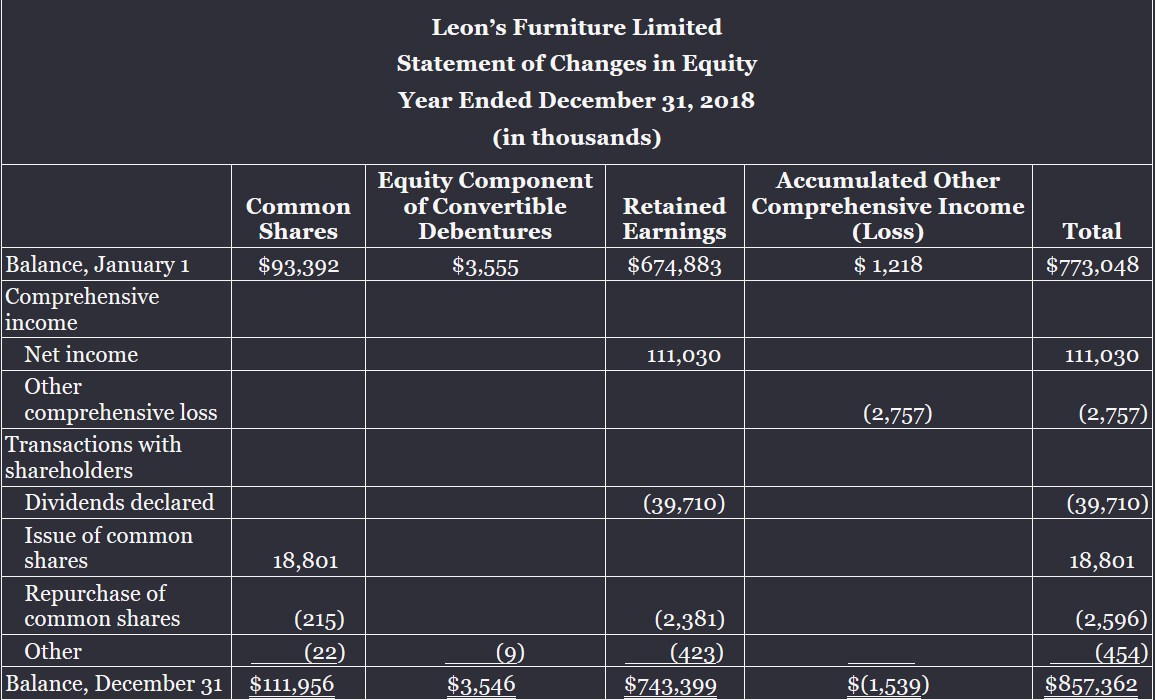 Leon's Furniture Limited
Statement of Changes in Equity
Year Ended December 31, 2018
(in thousands)
Common Shares Equity Component of Convertible Debentures Retained Earnings Accumulated Other Comprehensive Income (Loss) Total
Balance, January 1 $93,392 $3,555 $674,883 $ 1,218 $773,048
Comprehensive income
Net income 111,030 111,030
Other comprehensive loss (2,757) (2,757)
Transactions with shareholders
Dividends declared (39,710) (39,710)
Issue of common shares 18,801 18,801
Repurchase of common shares (215) (2,381) (2,596)
Other (22) (9) (423) (454)
Balance, December 31 $111,956 $3,546 $743,399 $(1,539) $857,362